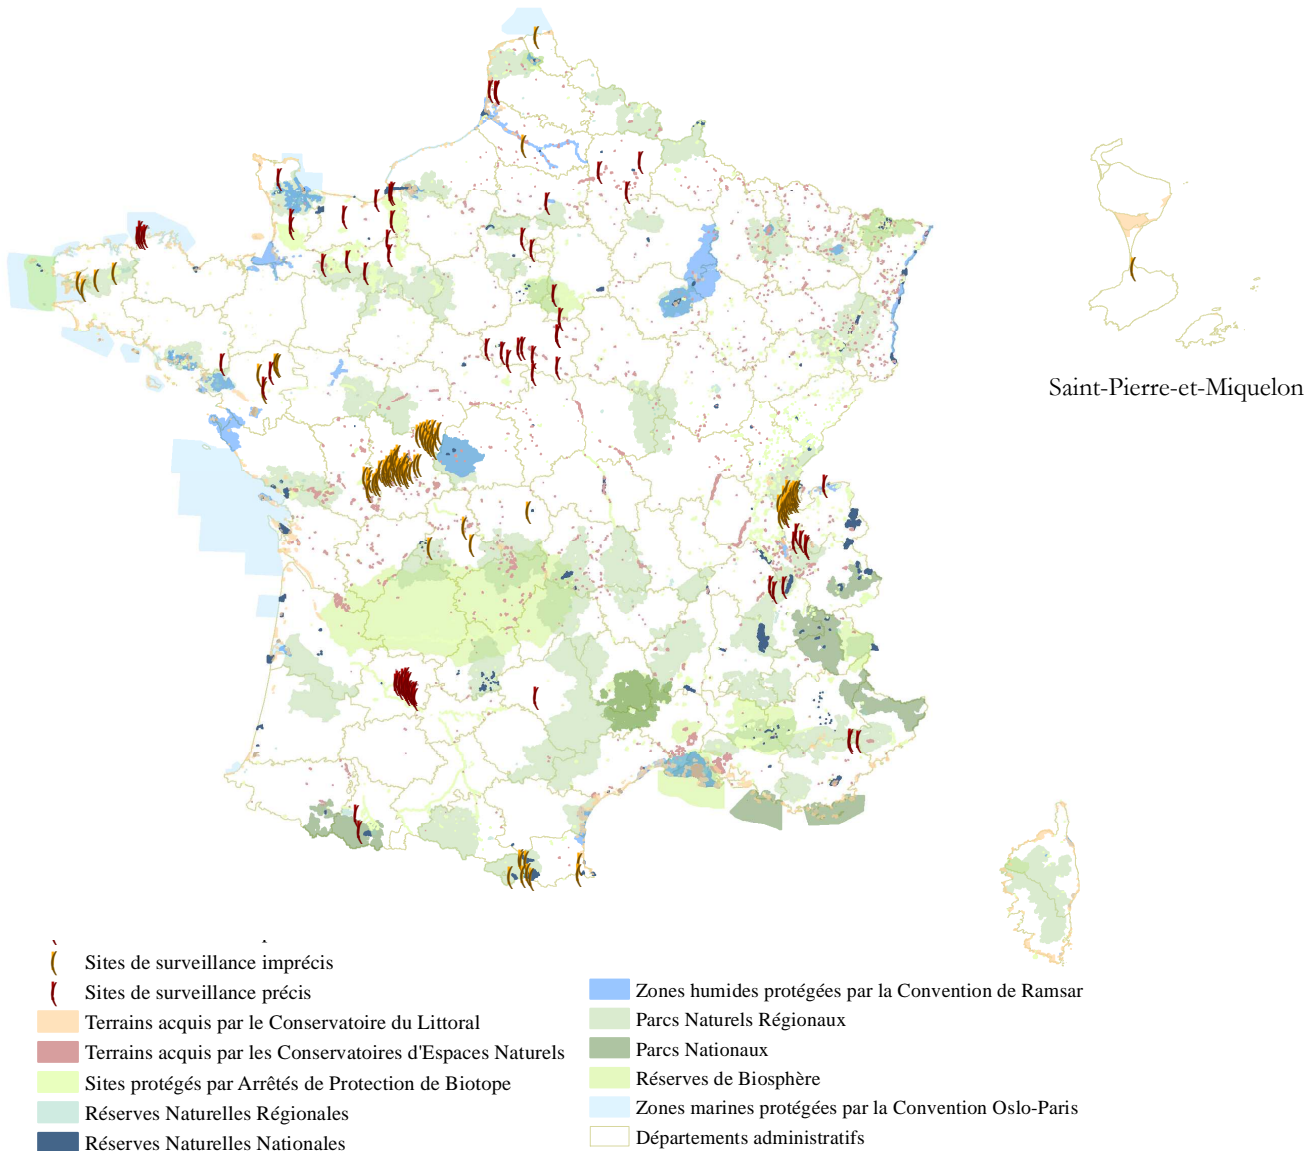 Saint-Pierre-et-Miquelon
Sites de surveillance imprécis
Sites de surveillance précis
Terrains acquis par le Conservatoire du Littoral
Terrains acquis par les Conservatoires d'Espaces Naturels
Sites protégés par Arrêtés de Protection de Biotope
Réserves Naturelles Régionales
Réserves Naturelles Nationales
Zones humides protégées par la Convention de Ramsar
Parcs Naturels Régionaux
Parcs Nationaux
Réserves de Biosphère
Zones marines protégées par la Convention Oslo-Paris
Départements administratifs